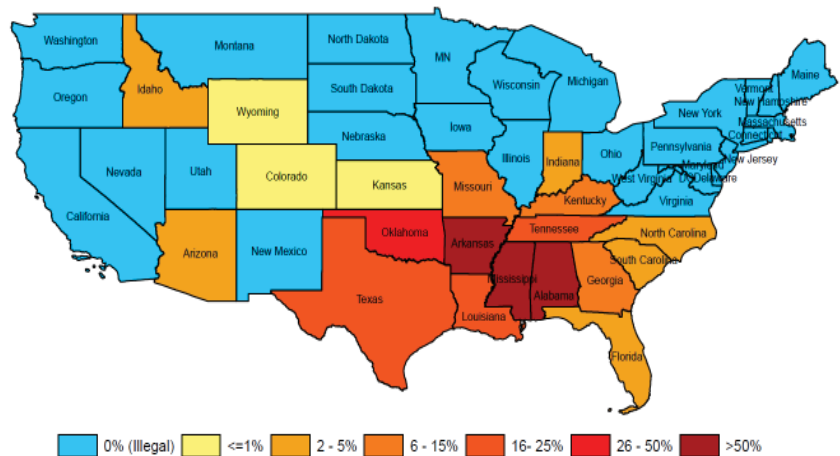 Washington
Montana
North Dakota
MN
Maine
Oregon
Idaho
South Dakota
Wisconsin
Michigan
Vermont
New Hampshire
Wyoming
New York
Massachusetts
Connecticut
Nebraska
Iowa
Pennsylvania
New Jersey
Nevada
Utah
Colorado
Kansas
Missouri
Illinois
Indiana
Ohio
Maryland
West Virginia
DC
Delaware
Virginia
California
Kentucky
Arizona
New Mexico
Oklahoma
Arkansas
Tennessee
North Carolina
South Carolina
Mississippi
Alabama
Georgia
Texas
Louisiana
Florida
0% (Illegal) <=1% 2 - 5% 6 - 15% 16- 25% 26 - 50% >50%